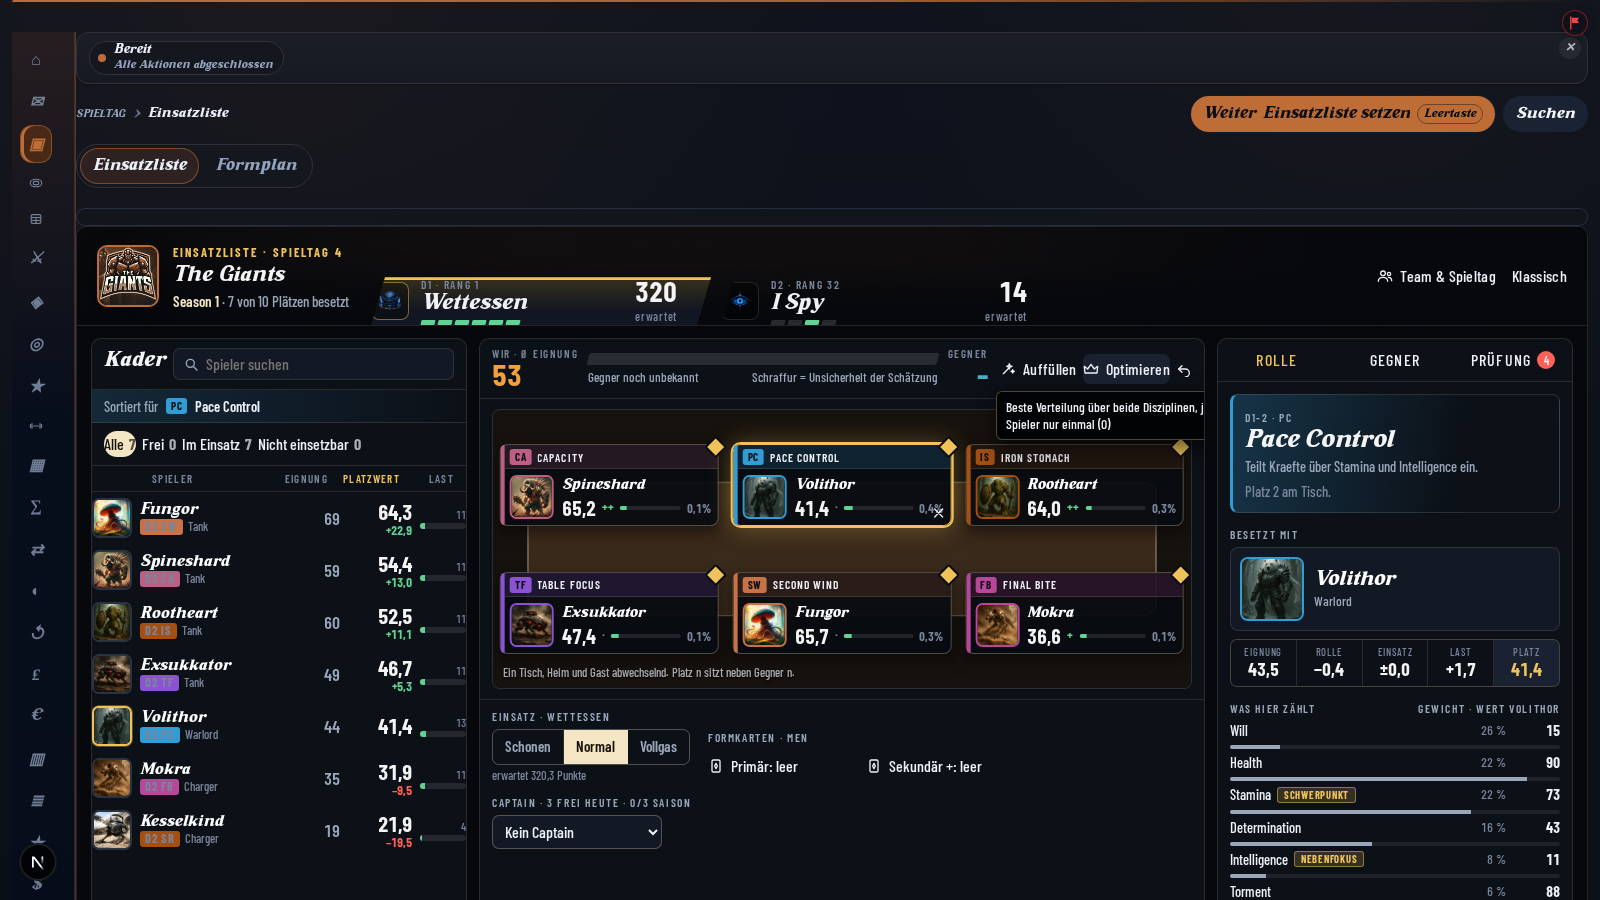 Bereit
Alle Aktionen abgeschlossen
SPIELTAG › Einsatzliste
Weiter Einsatzliste setzen Leertaste
Suchen
Einsatzliste
Formplan
THE GIANTS
EINSATZLISTE · SPIELTAG 4
The Giants
Season 1 · 7 von 10 Plätzen besetzt
D1 · RANG 1
Wettessen
320
erwartet
D2 · RANG 32
I Spy
14
erwartet
Team & Spieltag
Klassisch
Kader
Spieler suchen
Sortiert für PC Pace Control
Alle 7 Frei 0 Im Einsatz 7 Nicht einsetzbar 0
SPIELER EIGNUNG PLATZWERT LAST
Fungor
Tank
69
64,3
+22,9
11
Spineshard
Tank
59
54,4
+13,0
11
Rootheart
D2 IS Tank
60
52,5
+11,1
11
Exsukkator
D2 TF Tank
49
46,7
+5,3
11
Volithor
Warlord
44
41,4
13
Mokra
D2 FB Charger
35
31,9
−9,5
11
Kesselkind
D2 SR Charger
19
21,9
−19,5
4
WIR · Ø EIGNUNG
53
GEGNER
–
Gegner noch unbekannt
Schraffur = Unsicherheit der Schätzung
Auffüllen
Optimieren
Beste Verteilung über beide Disziplinen, j
Spieler nur einmal (0)
CA CAPACITY
Spineshard
65,2 ++ 0,1%
PC PACE CONTROL
Volithor
41,4 · 0,4%
IS IRON STOMACH
Rootheart
64,0 ++ 0,3%
TF TABLE FOCUS
Exsukkator
47,4 · 0,1%
SW SECOND WIND
Fungor
65,7 · 0,3%
FB FINAL BITE
Mokra
36,6 + 0,1%
Ein Tisch, Heim und Gast abwechselnd. Platz n sitzt neben Gegner n.
EINSATZ · WETTESSEN
Schonen Normal Vollgas
erwartet 320,3 Punkte
FORMKARTEN · MEN
Primär: leer
Sekundär +: leer
CAPTAIN · 3 FREI HEUTE · 0/3 SAISON
Kein Captain
ROLLE GEGNER PRÜFUNG 4
D1-2 · PC
Pace Control
Teilt Kraefte über Stamina und Intelligence ein.
Platz 2 am Tisch.
BESETZT MIT
Volithor
Warlord
EIGNUNG
43,5
ROLLE
−0,4
EINSATZ
±0,0
LAST
+1,7
PLATZ
41,4
WAS HIER ZÄHLT GEWICHT · WERT VOLITHOR
Will 26 % 15
Health 22 % 90
Stamina SCHWERPUNKT 22 % 73
Determination 16 % 43
Intelligence NEBENFOKUS 8 % 11
Torment 6 % 88
N